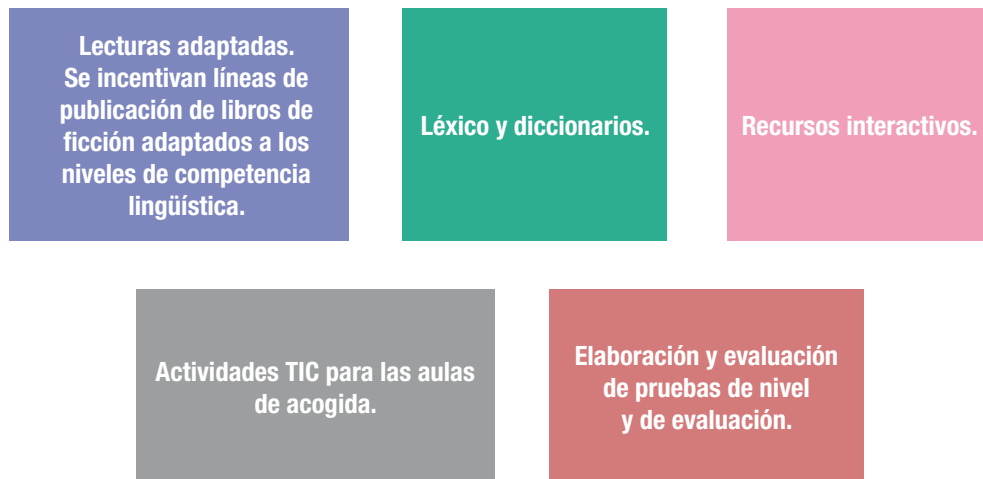 Lecturas adaptadas.
Se incentivan líneas de
publicación de libros de
ficción adaptados a los
niveles de competencia
lingüística.
Léxico y diccionarios.
Recursos interactivos.
Actividades TIC para las aulas
de acogida.
Elaboración y evaluación
de pruebas de nivel
y de evaluación.